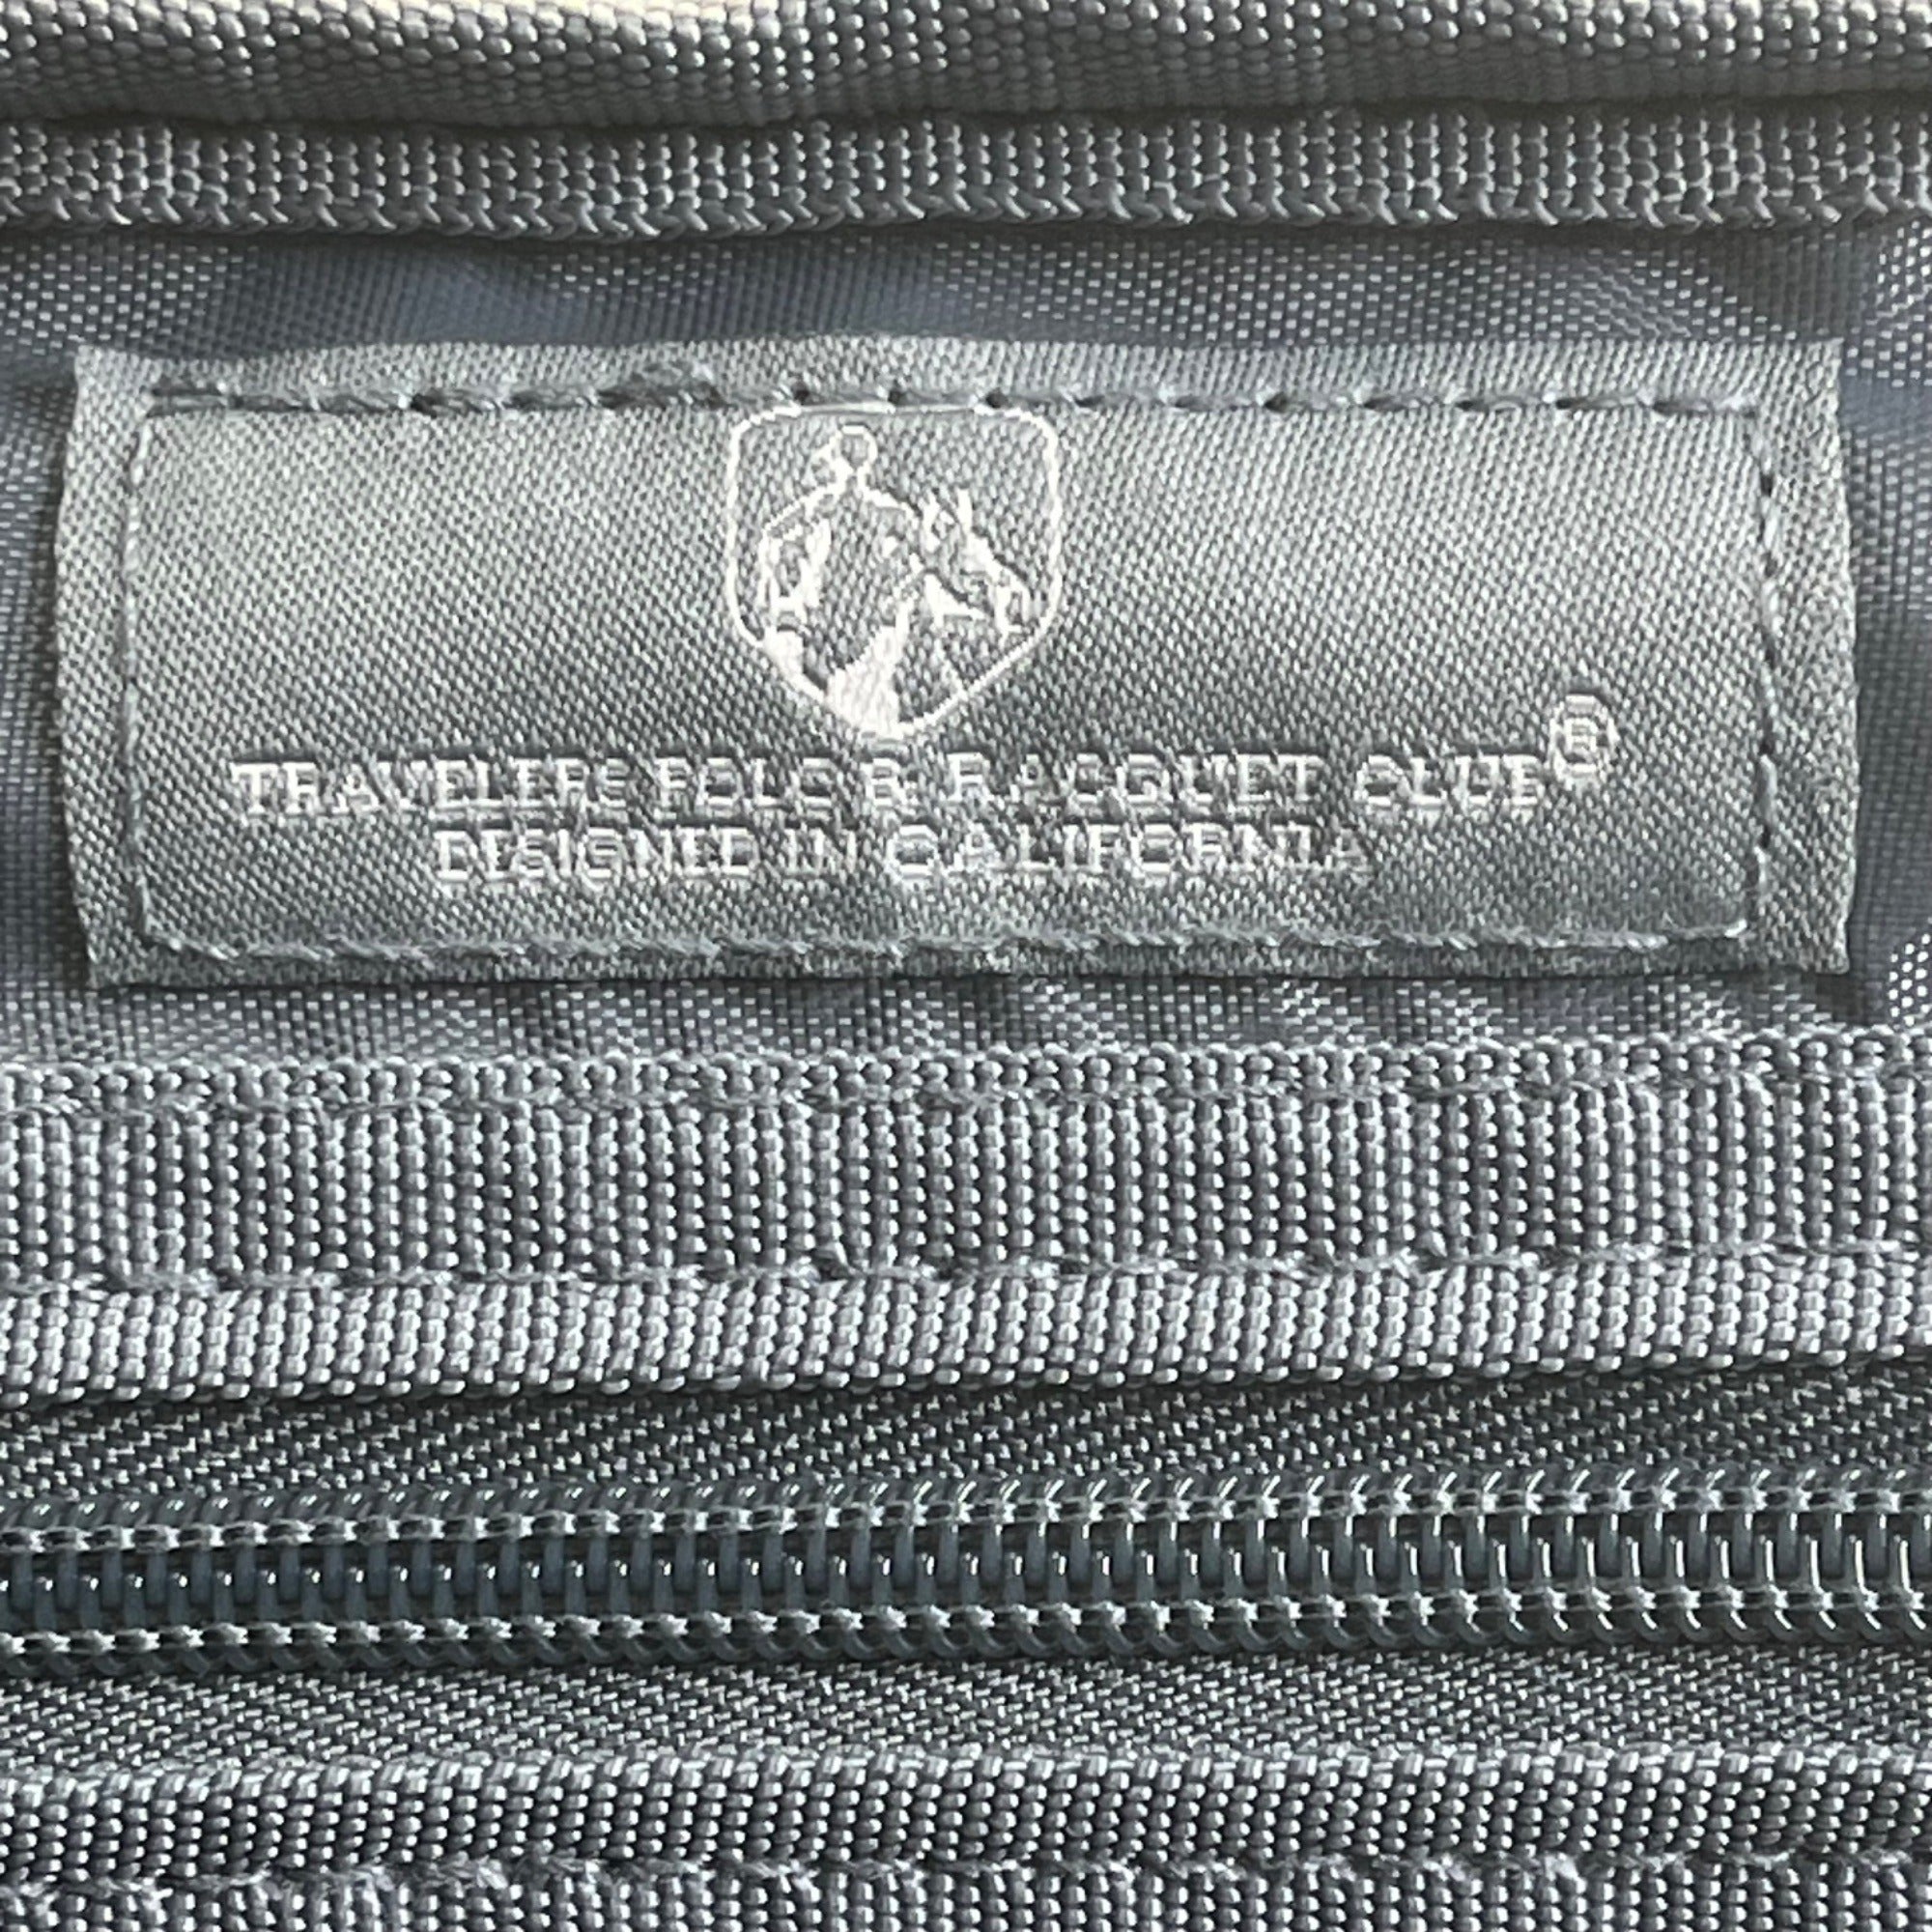 TRAVELERS POLO & RACQUET CLUB®
DESIGNED IN CALIFORNIA